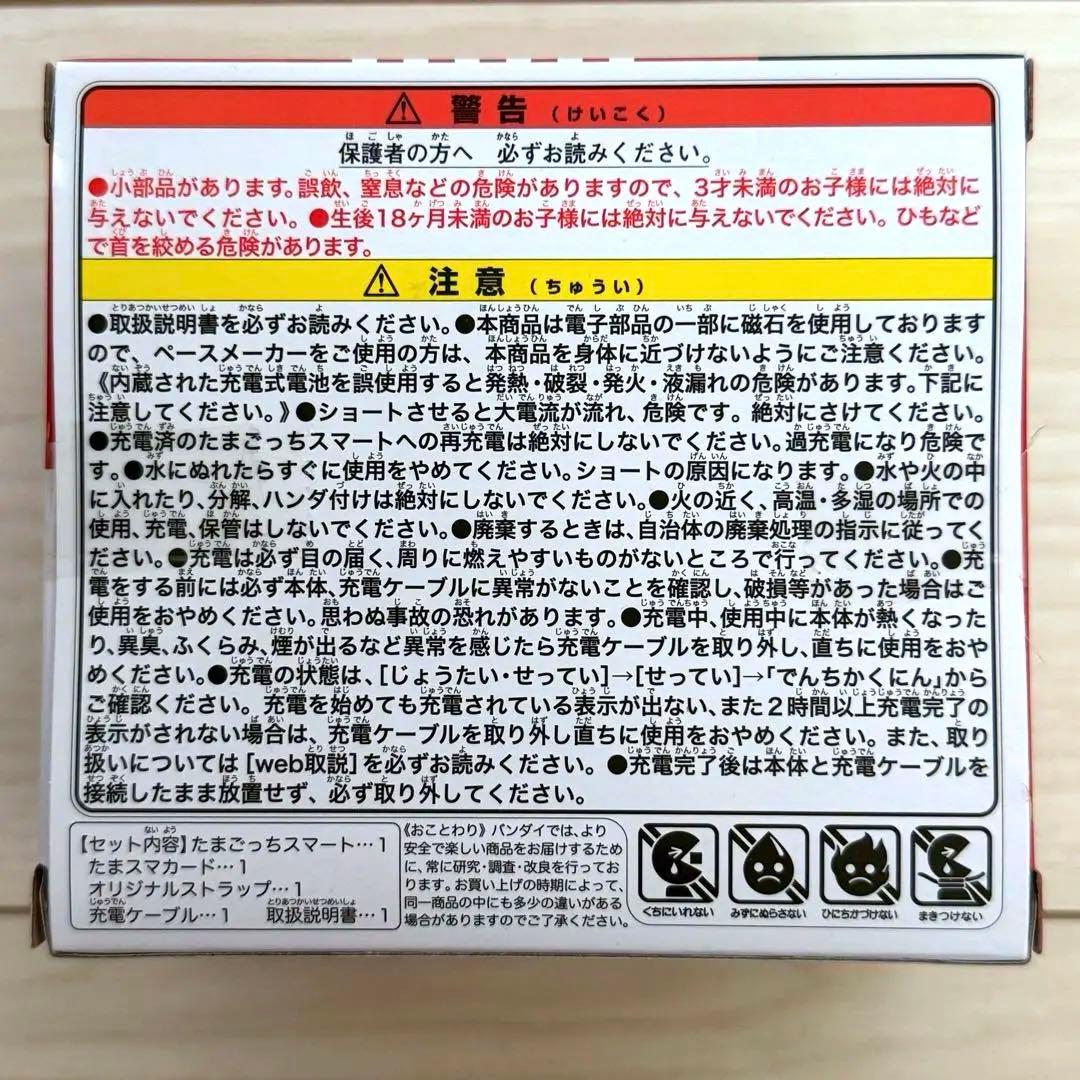 警告（けいこく）
保護者の方へ 必ずお読みください。
●小部品があります。誤飲、窒息などの危険がありますので、3才未満のお子様には絶対に
与えないでください。●生後18ヶ月未満のお子様には絶対に与えないでください。ひもなど
で首を絞める危険があります。
注意（ちゅうい）
●取扱説明書を必ずお読みください。●本商品は電子部品の一部に磁石を使用しております
ので、ペースメーカーをご使用の方は、本商品を身体に近づけないようにご注意ください。
《内蔵された充電式電池を誤使用すると発熱・破裂・発火・液漏れの危険があります。下記に
注意してください。》●ショートさせると大電流が流れ、危険です。絶対にさけてください。
●充電済のたまごっちスマートへの再充電は絶対にしないでください。過充電になり危険で
す。●水にぬれたらすぐに使用をやめてください。ショートの原因になります。●水や火の中
に入れたり、分解、ハンダ付けは絶対にしないでください。●火の近く、高温・多湿の場所での
使用、充電、保管はしないでください。●廃棄するときは、自治体の廃棄処理の指示に従ってく
ださい。●充電は必ず目の届く、周りに燃えやすいものがないところで行ってください。●充
電をする前には必ず本体、充電ケーブルに異常がないことを確認し、破損等があった場合はご
使用をおやめください。思わぬ事故の恐れがあります。●充電中、使用中に本体が熱くなった
り、異臭、ふくらみ、煙が出るなど異常を感じたら充電ケーブルを取り外し、直ちに使用をおや
めください。●充電の状態は、[じょうたい・せってい]→[せってい]→「でんちかくにん」から
ご確認ください。充電を始めても充電されている表示が出ない、また2時間以上充電完了の
表示がされない場合は、充電ケーブルを取り外し直ちに使用をおやめください。また、取り
扱いについては[web取説]を必ずお読みください。●充電完了後は本体と充電ケーブルを
接続したまま放置せず、必ず取り外してください。
【セット内容】たまごっちスマート…1
たまスマカード…1
オリジナルストラップ…1
充電ケーブル…1 取扱説明書…1
《おことわり》バンダイでは、より
安全で楽しい商品をお届けするため
に、常に研究・調査・改良を行ってお
ります。お買い上げの時期によって、
同一商品の中にも多少の違いがある
場合がありますのでご了承ください。
くちにいれない みずにぬらさない ひにちかづけない まきつけない